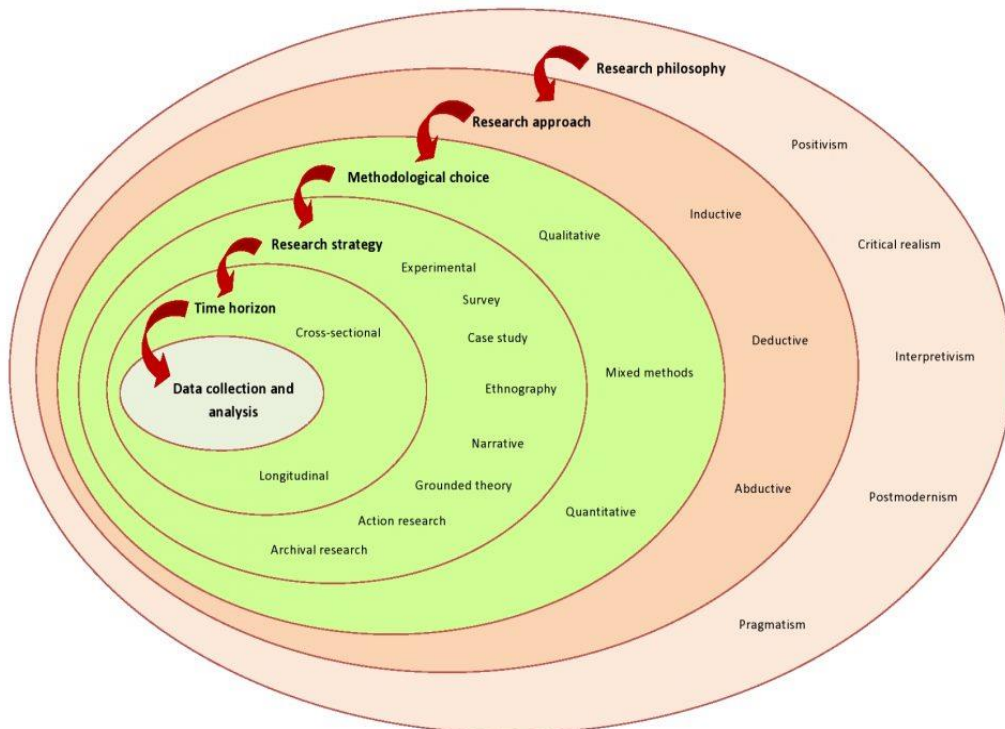 Research philosophy
Research approach
Positivism
Methodological choice
Inductive
Qualitative
Research strategy
Critical realism
Experimental
Survey
Time horizon
Cross-sectional
Case study
Deductive
Interpretivism
Mixed methods
Data collection and
analysis
Ethnography
Narrative
Longitudinal
Grounded theory
Abductive
Postmodernism
Quantitative
Action research
Archival research
Pragmatism